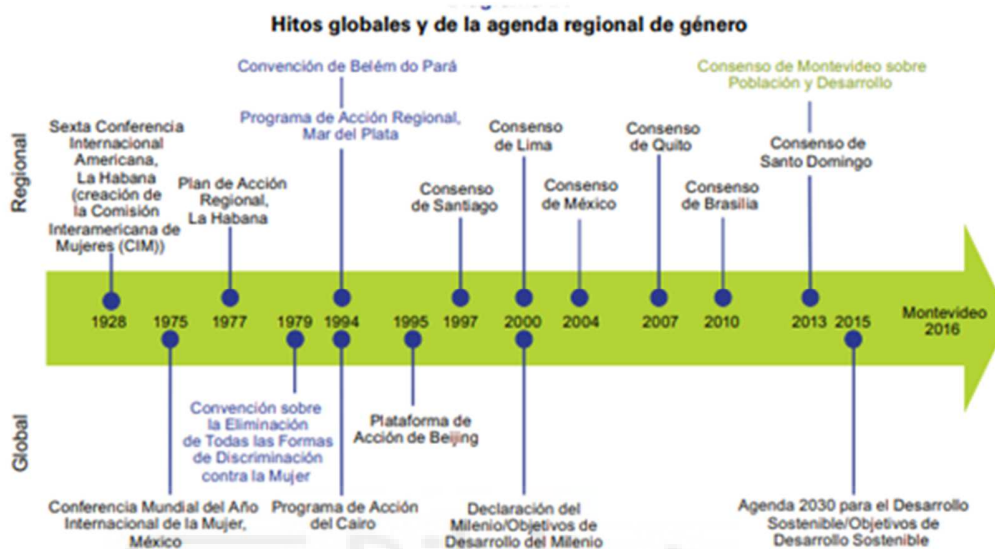 Hitos globales y de la agenda regional de género
Regional
Sexta Conferencia
Internacional
Americana,
La Habana
(creación de
la Comisión
Interamericana de
Mujeres (CIM))
Plan de Acción
Regional,
La Habana
Convención de Belém do Pará
Programa de Acción Regional,
Mar del Plata
Consenso
de Santiago
Consenso
de Lima
Consenso
de México
Consenso
de Quito
Consenso
de Brasilia
Consenso de Montevideo sobre
Población y Desarrollo
Consenso de
Santo Domingo
1928 1975 1977 1979 1994 1995 1997 2000 2004 2007 2010 2013 2015
Montevideo
2016
Global
Conferencia Mundial del Año
Internacional de la Mujer,
México
Convención sobre
la Eliminación
de Todas las Formas
de Discriminación
contra la Mujer
Programa de Acción
del Cairo
Plataforma de
Acción de Beijing
Declaración del
Milenio/Objetivos de
Desarrollo del Milenio
Agenda 2030 para el Desarrollo
Sostenible/Objetivos de
Desarrollo Sostenible